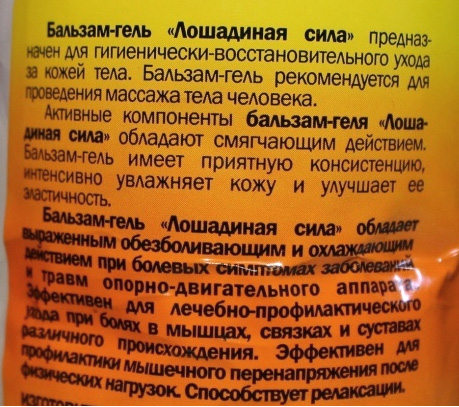 Бальзам-гель «Лошадиная сила» предназ-
начен для гигиенически-восстановительного ухода
за кожей тела. Бальзам-гель рекомендуется для
проведения массажа тела человека.
Активные компоненты бальзам-геля «Лоша-
диная сила» обладают смягчающим действием.
Бальзам-гель имеет приятную консистенцию,
интенсивно увлажняет кожу и улучшает ее
эластичность.
Бальзам-гель «Лошадиная сила» обладает
выраженным обезболивающим и охлаждающим
действием при болевых симптомах заболеваний
и травм опорно-двигательного аппарата.
Эффективен для лечебно-профилактического
ухода при болях в мышцах, связках и суставах
различного происхождения. Эффективен для
профилактики мышечного перенапряжения после
физических нагрузок. Способствует релаксации.